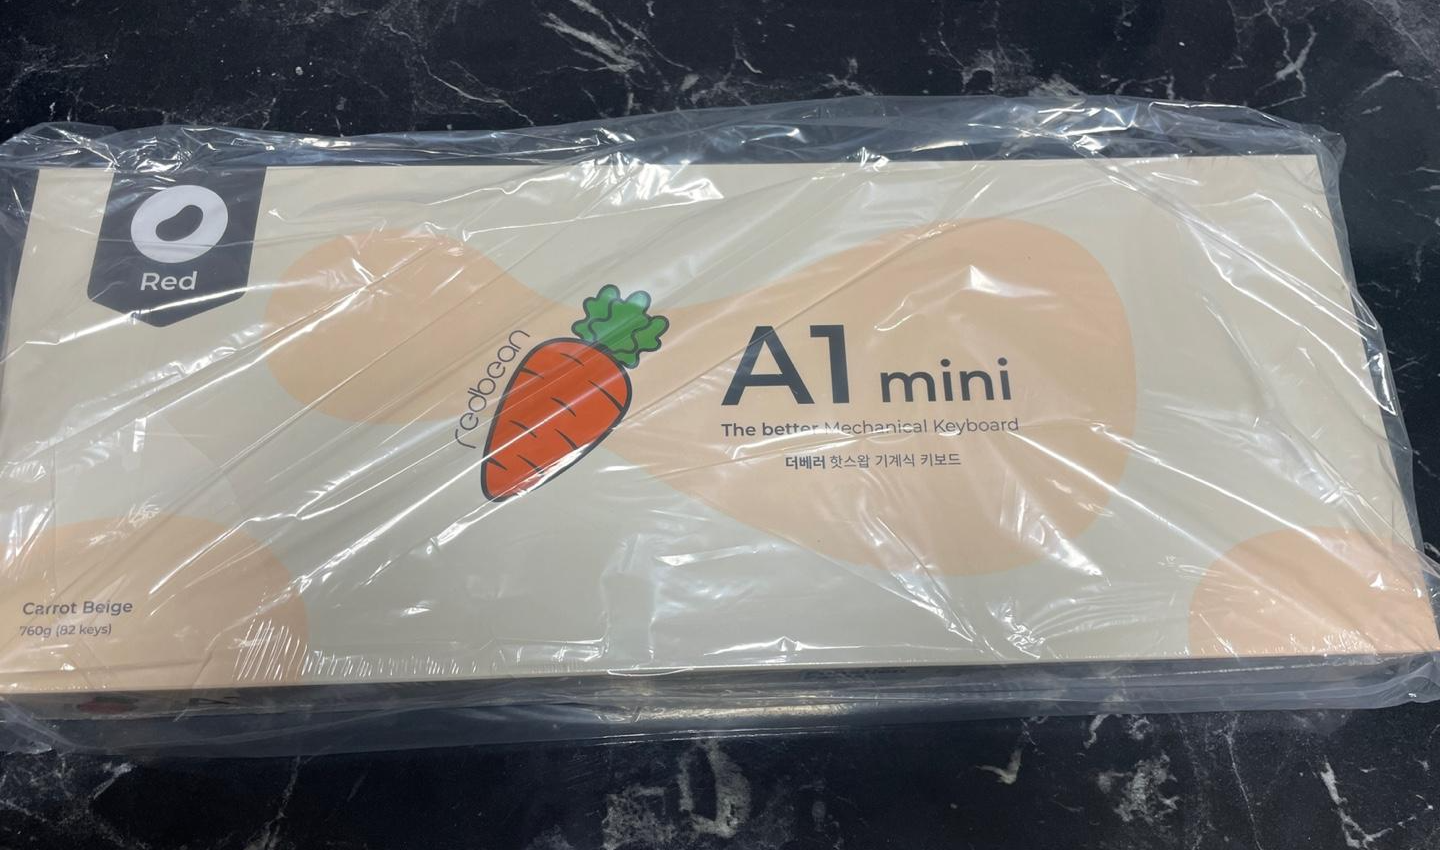 Red
redbean
A1 mini
The better Mechanical Keyboard
더베러 핫스왑 기계식 키보드
Carrot Beige
760g (82 keys)